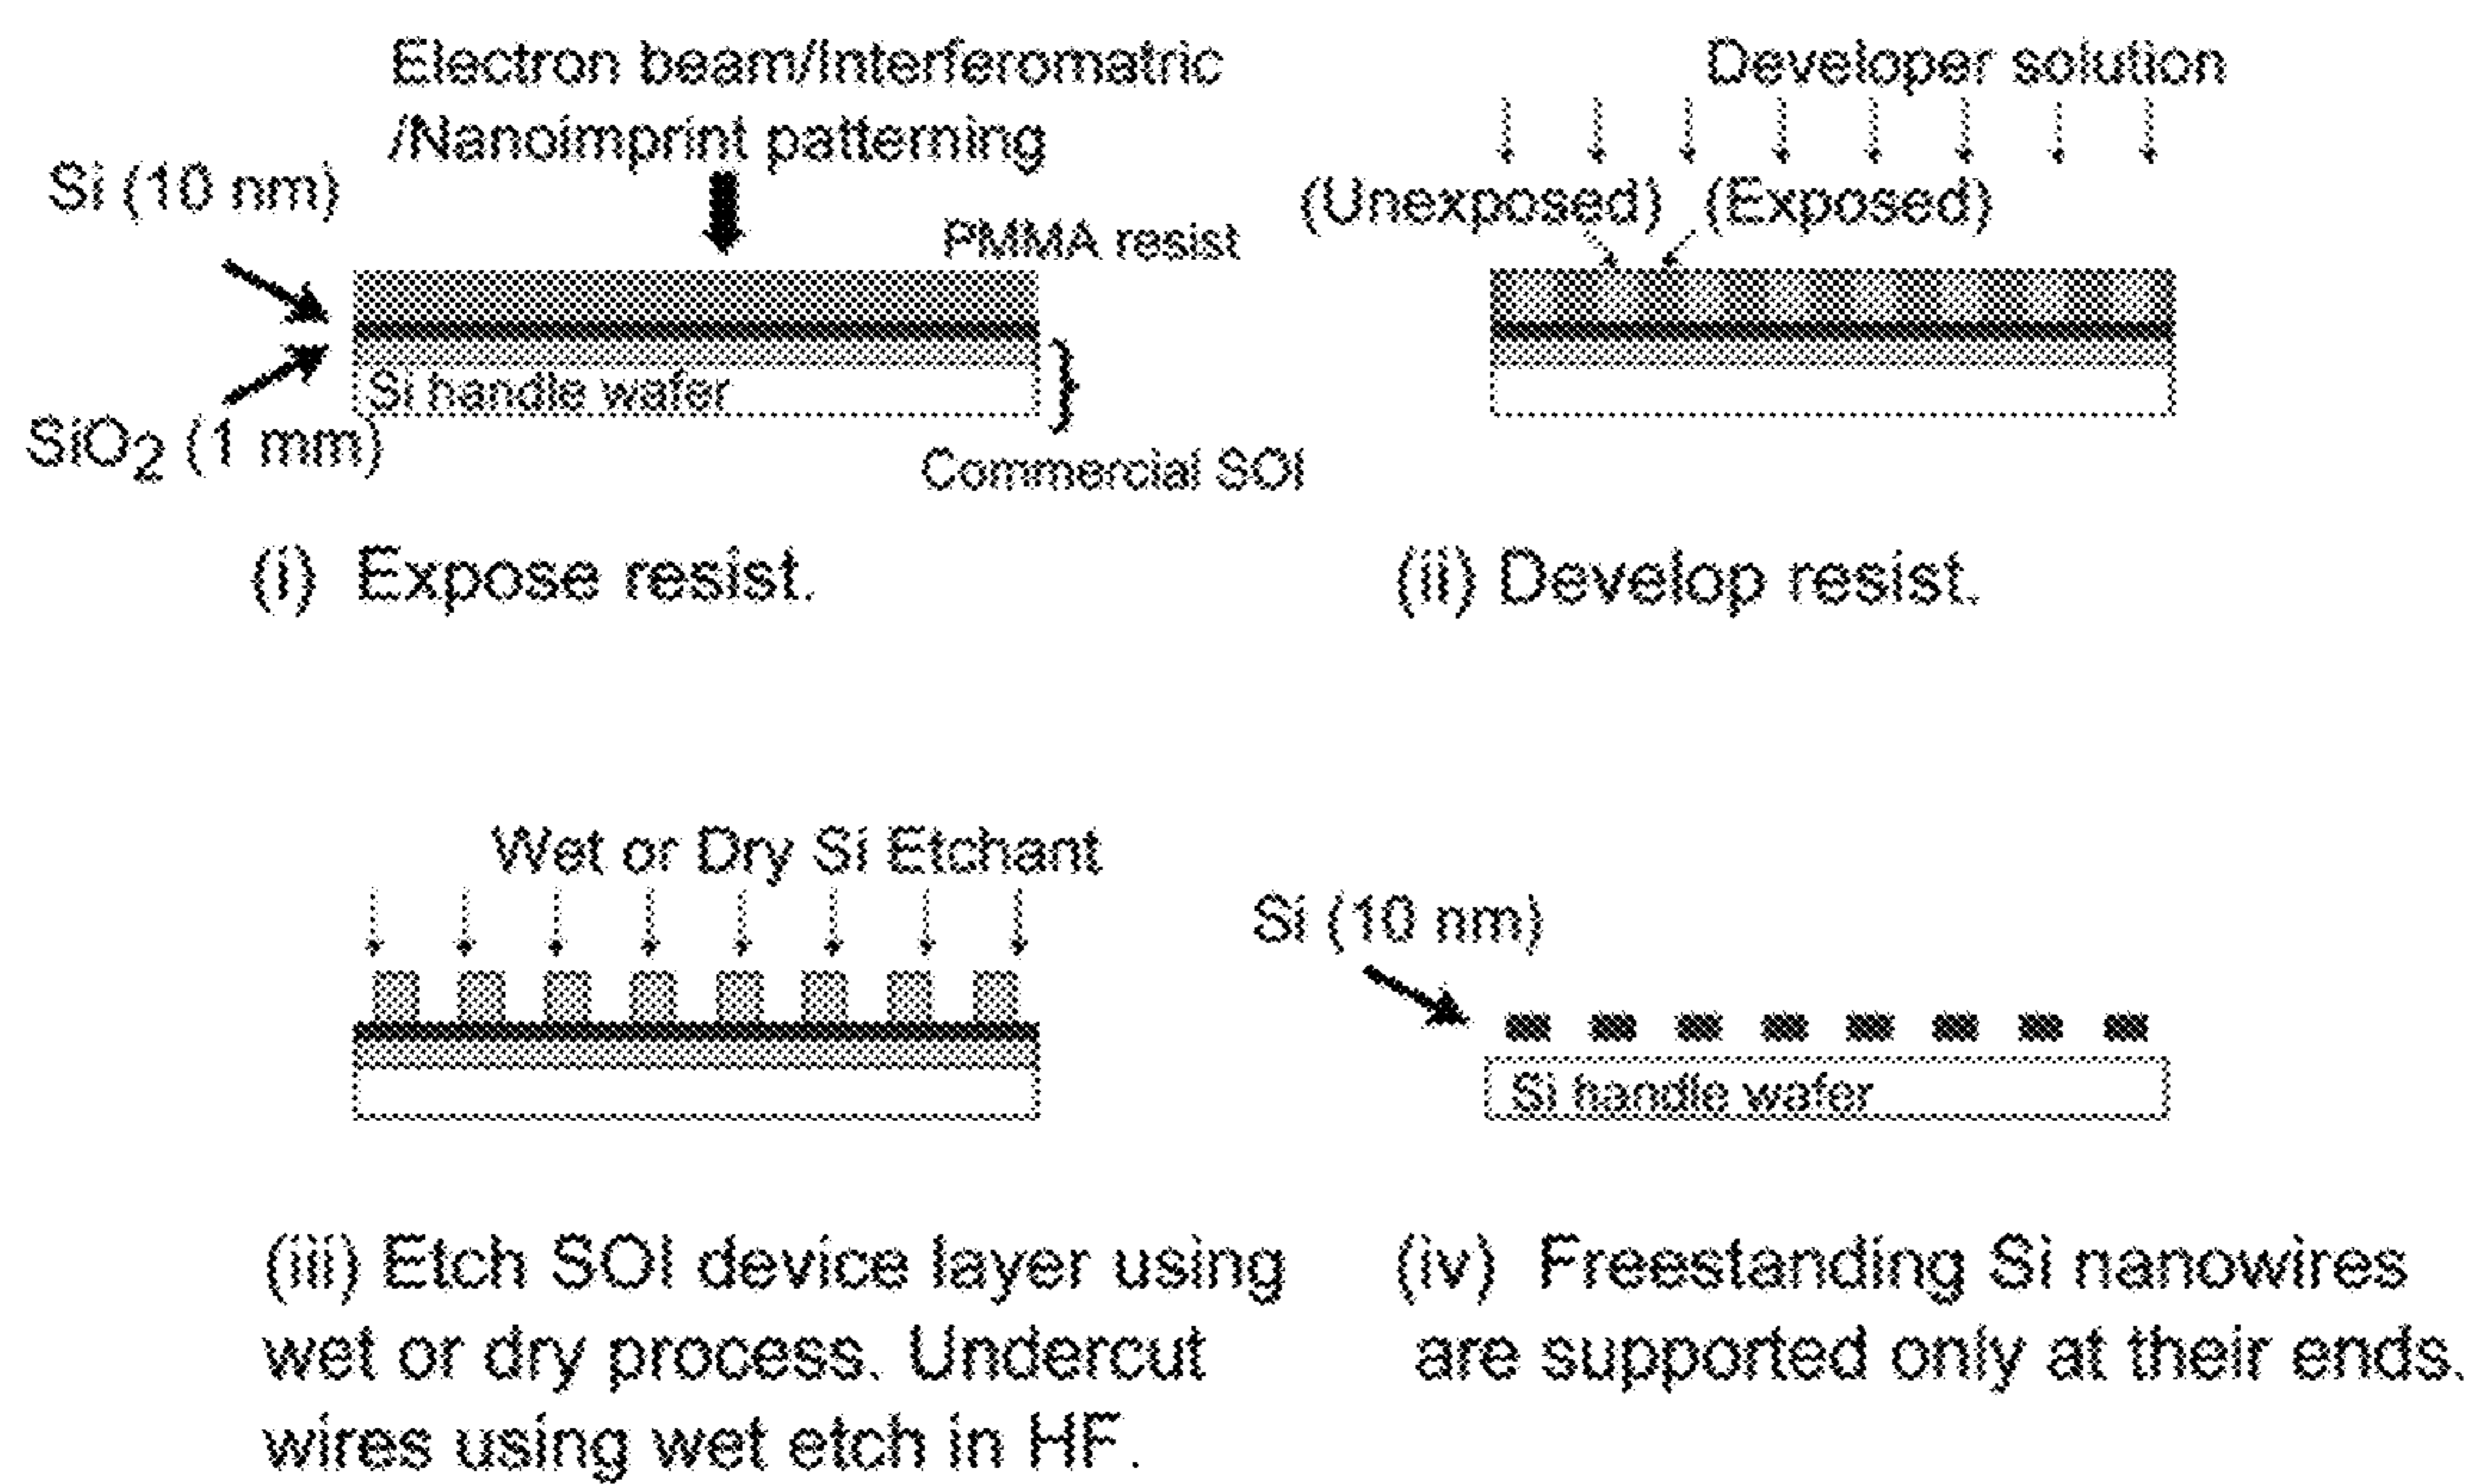 Electron beam/Interferomatric
/Nanoimprint patterning
Si (10 nm)
PMMA resist
Si handle wafer
SiO2 (1 mm)
Commercial SOI
(i) Expose resist.
Developer solution
(Unexposed) (Exposed)
(ii) Develop resist.
Wet or Dry Si Etchant
(iii) Etch SOI device layer using
wet or dry process. Undercut
wires using wet etch in HF.
Si (10 nm)
Si handle wafer
(iv) Freestanding Si nanowires
are supported only at their ends.